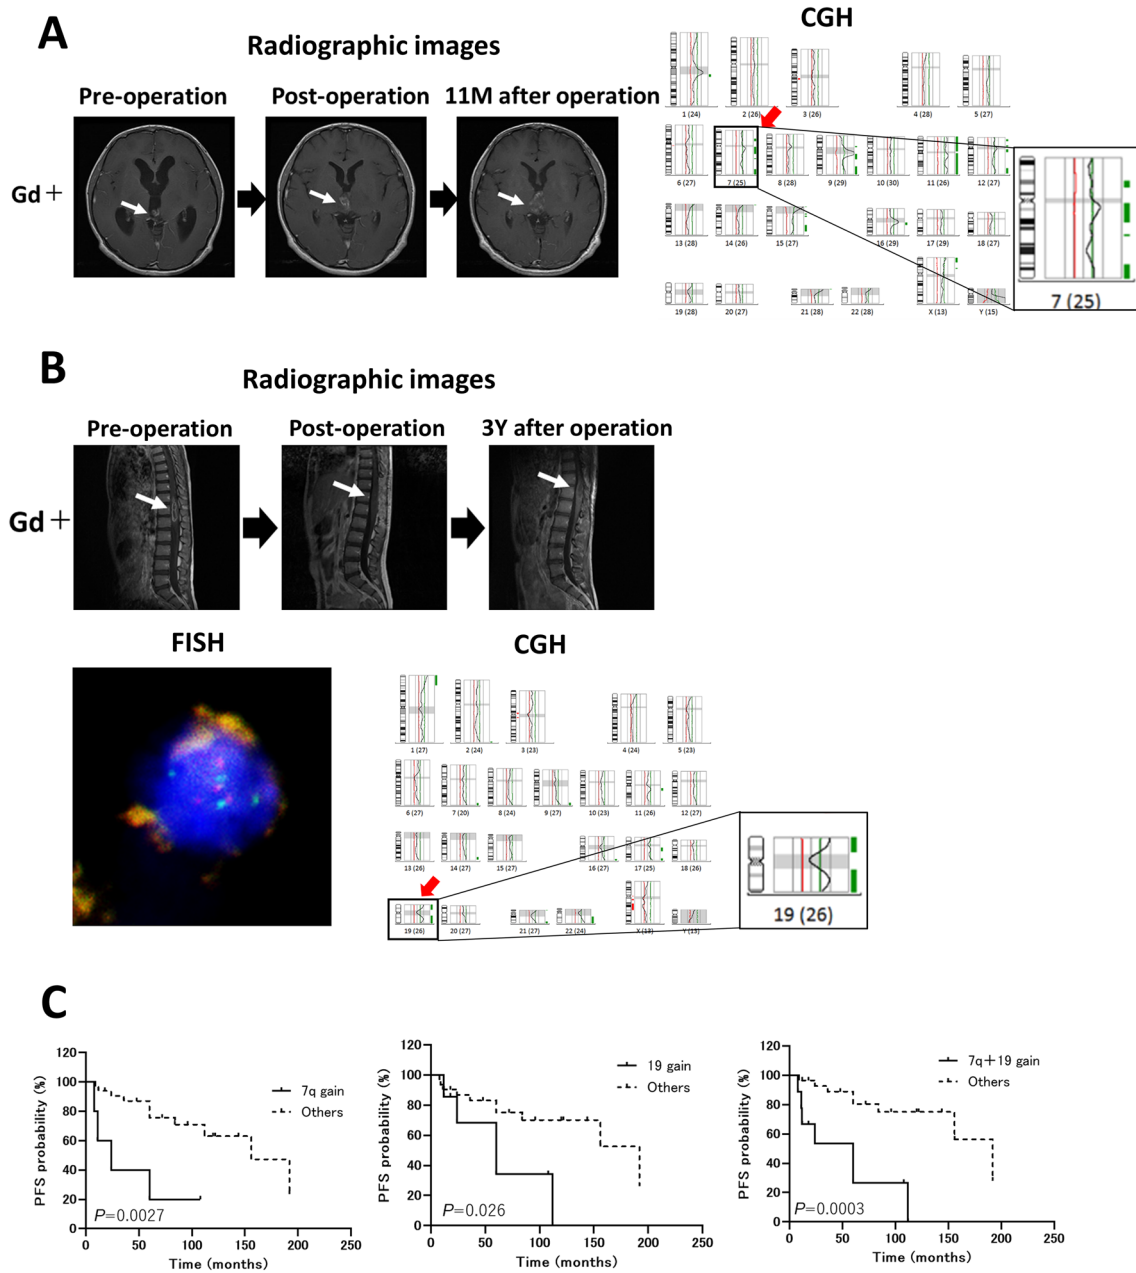 A
Radiographic images
CGH
Pre-operation
Post-operation
11M after operation
Gd +
1 (24)
2 (26)
3 (26)
4 (28)
5 (27)
6 (27)
7 (25)
8 (28)
9 (29)
10 (30)
11 (26)
12 (27)
13 (28)
14 (26)
15 (27)
16 (29)
17 (29)
18 (27)
19 (28)
20 (27)
21 (28)
22 (28)
X (13)
Y (15)
7 (25)
B
Radiographic images
Pre-operation
Post-operation
3Y after operation
Gd +
FISH
CGH
1 (27)
2 (24)
3 (23)
4 (24)
5 (23)
6 (27)
7 (20)
8 (24)
9 (27)
10 (23)
11 (26)
12 (27)
13 (26)
14 (27)
15 (27)
16 (27)
17 (25)
18 (26)
19 (26)
20 (27)
21 (27)
22 (24)
Y (13)
19 (26)
C
PFS probability (%)
120
100
80
60
40
20
0
7q gain
Others
P=0.0027
0 50 100 150 200 250
Time (months)
PFS probability (%)
120
100
80
60
40
20
0
19 gain
Others
P=0.026
0 50 100 150 200 250
Time (months)
PFS probability (%)
120
100
80
60
40
20
0
7q+19 gain
Others
P=0.0003
0 50 100 150 200 250
Time (months)